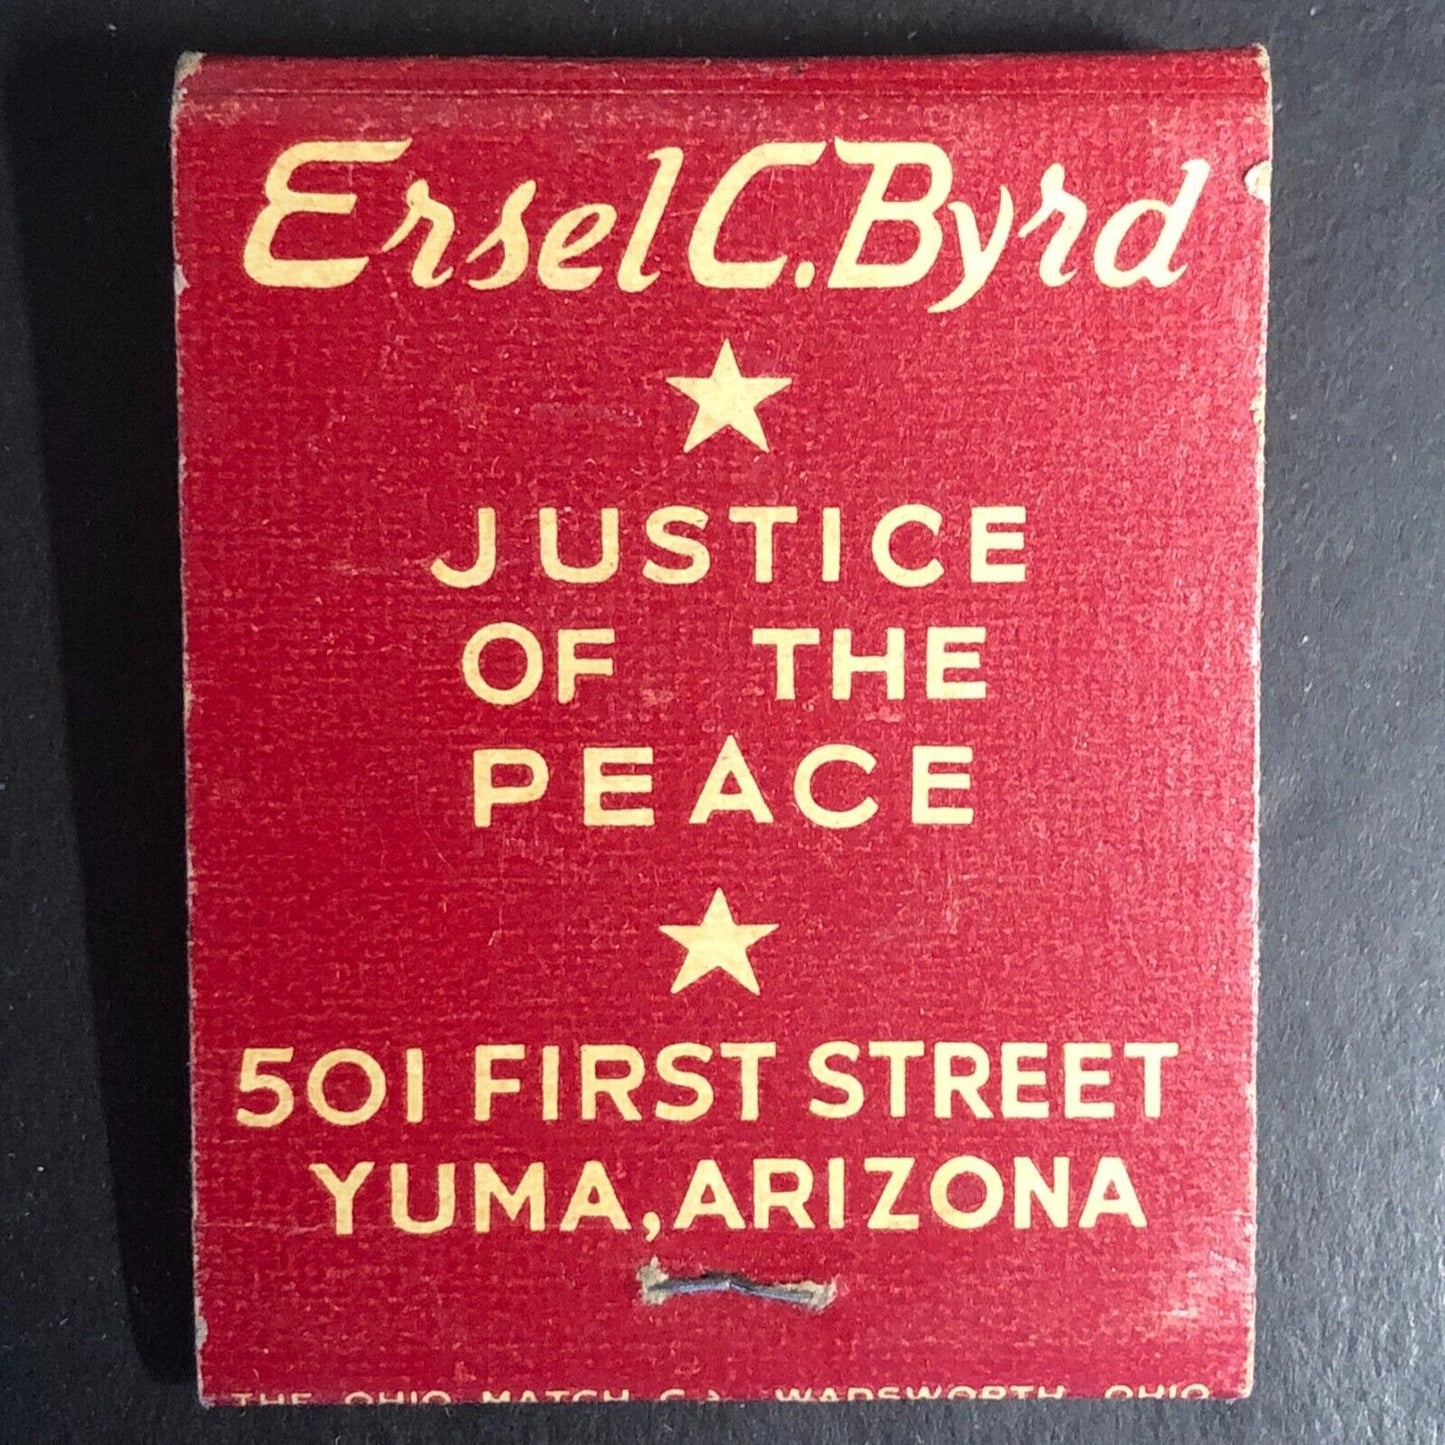 Ersel C. Byrd
JUSTICE
OF THE
PEACE
501 FIRST STREET
YUMA, ARIZONA
THE OHIO MATCH CO., WADSWORTH, OHIO